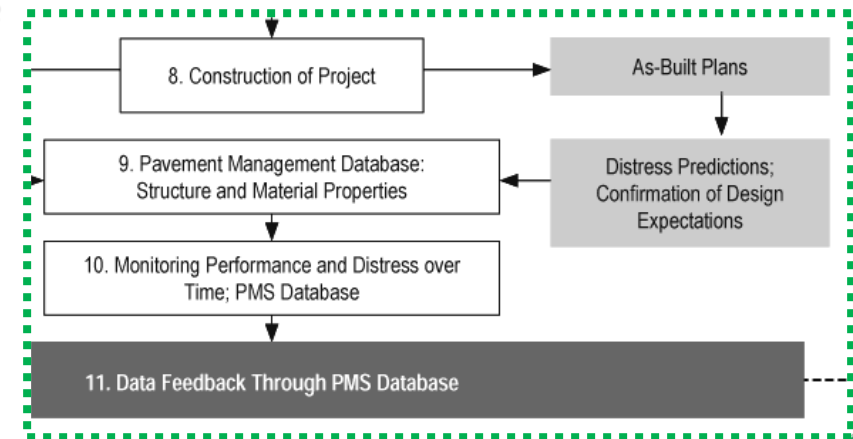 8. Construction of Project
As-Built Plans
9. Pavement Management Database:
Structure and Material Properties
Distress Predictions;
Confirmation of Design
Expectations
10. Monitoring Performance and Distress over
Time; PMS Database
11. Data Feedback Through PMS Database